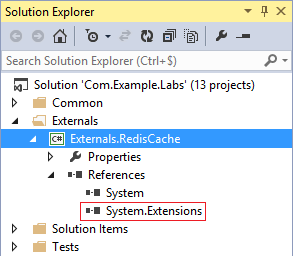 Solution Explorer
Search Solution Explorer (Ctrl+$)
Solution 'Com.Example.Labs' (13 projects)
Common
Externals
C# Externals.RedisCache
Properties
References
System
System.Extensions
Solution Items
Tests